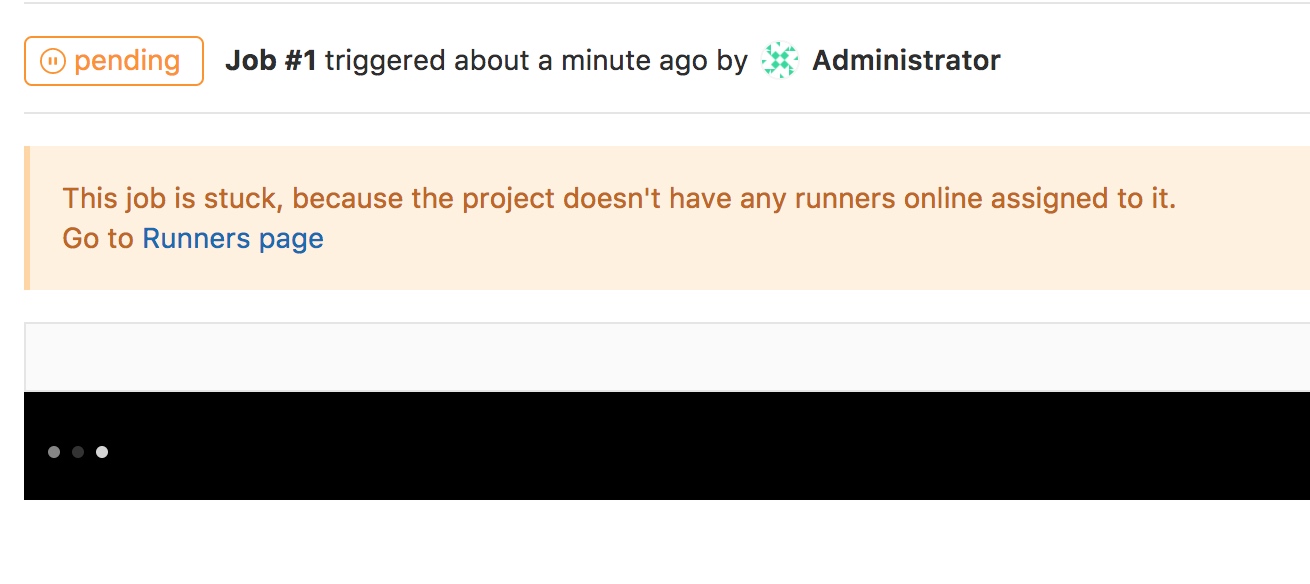 pending Job #1 triggered about a minute ago by Administrator
This job is stuck, because the project doesn't have any runners online assigned to it.
Go to Runners page